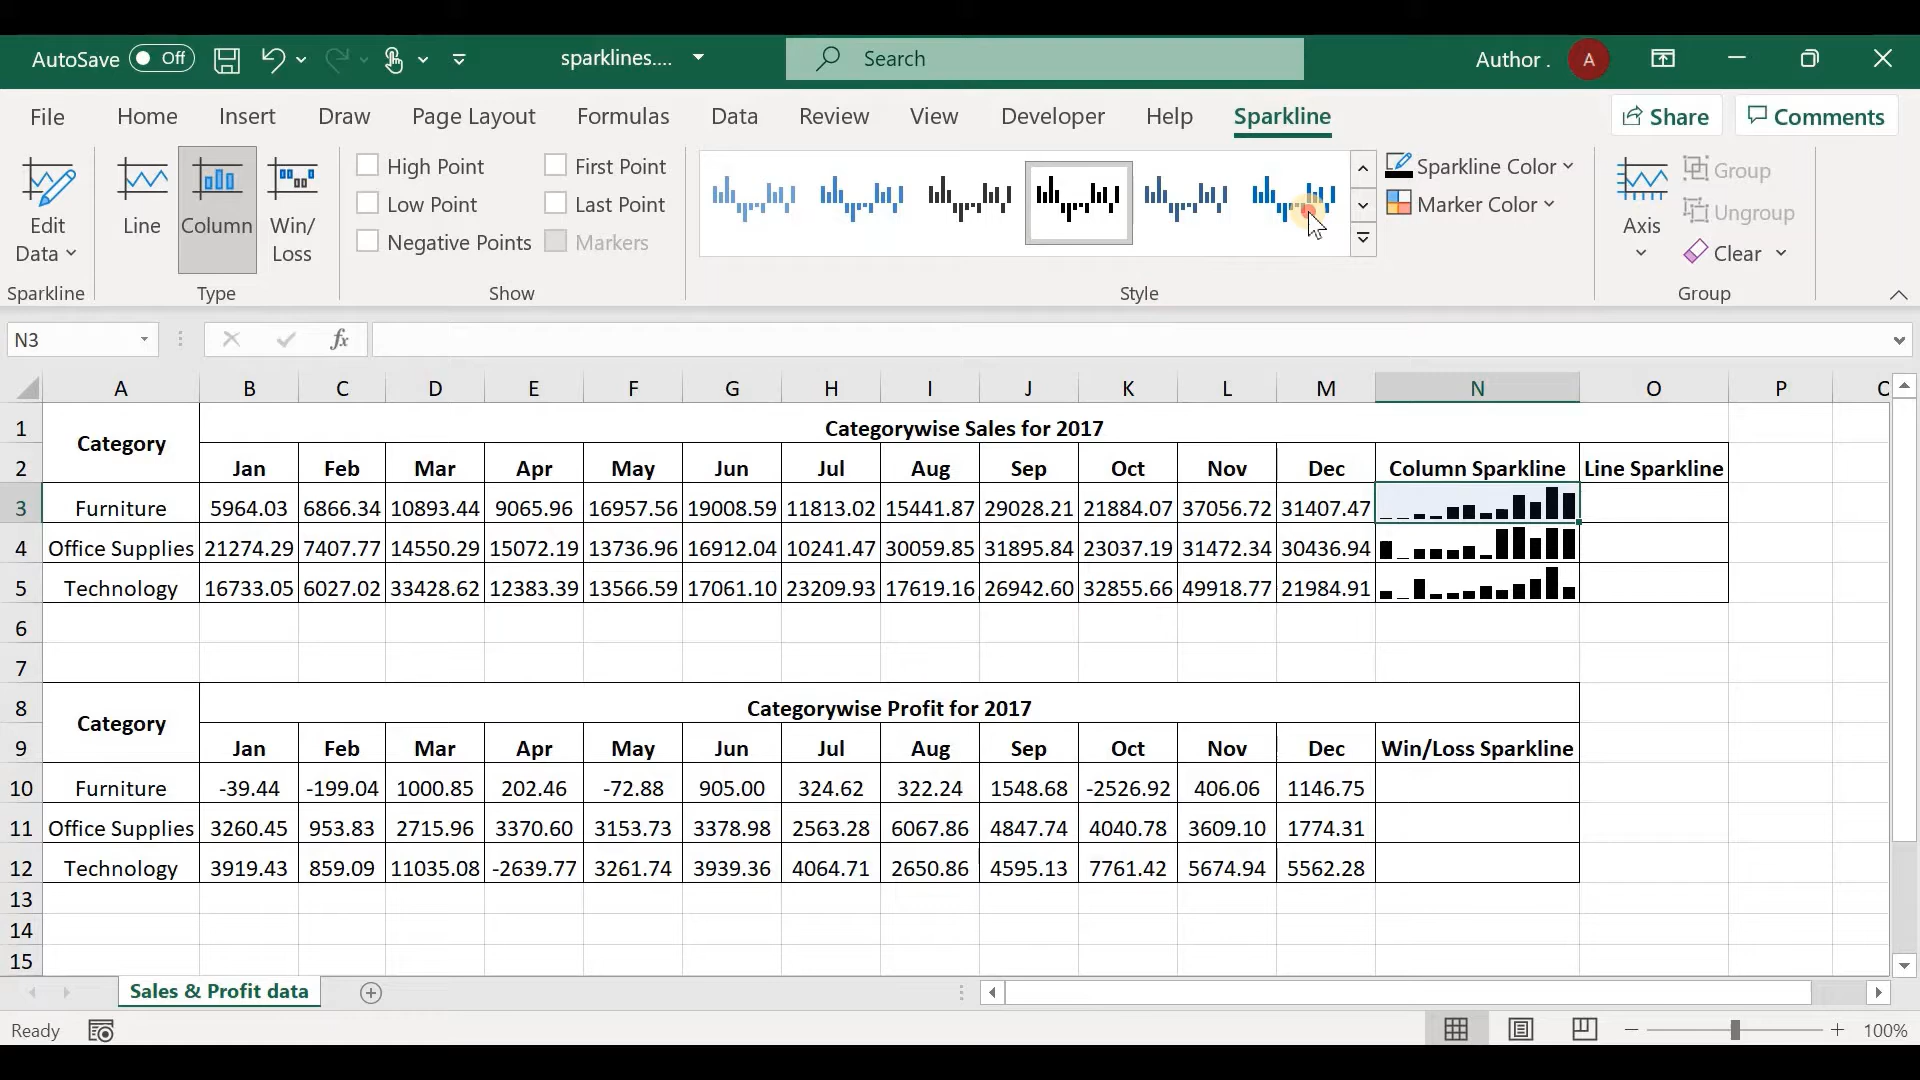 AutoSave Off sparklines.... Search Author . A
File Home Insert Draw Page Layout Formulas Data Review View Developer Help Sparkline Share Comments
Edit Data Line Column Win/ Loss
High Point First Point
Low Point Last Point
Negative Points Markers
Sparkline Color
Marker Color
Axis Group
Ungroup
Clear
Sparkline Type Show Style Group
N3 fx
A B C D E F G H I J K L M N O P
1 Category Categorywise Sales for 2017
2 Jan Feb Mar Apr May Jun Jul Aug Sep Oct Nov Dec Column Sparkline Line Sparkline
3 Furniture 5964.03 6866.34 10893.44 9065.96 16957.56 19008.59 11813.02 15441.87 29028.21 21884.07 37056.72 31407.47
4 Office Supplies 21274.29 7407.77 14550.29 15072.19 13736.96 16912.04 10241.47 30059.85 31895.84 23037.19 31472.34 30436.94
5 Technology 16733.05 6027.02 33428.62 12383.39 13566.59 17061.10 23209.93 17619.16 26942.60 32855.66 49918.77 21984.91
6
7
8 Category Categorywise Profit for 2017
9 Jan Feb Mar Apr May Jun Jul Aug Sep Oct Nov Dec Win/Loss Sparkline
10 Furniture -39.44 -199.04 1000.85 202.46 -72.88 905.00 324.62 322.24 1548.68 -2526.92 406.06 1146.75
11 Office Supplies 3260.45 953.83 2715.96 3370.60 3153.73 3378.98 2563.28 6067.86 4847.74 4040.78 3609.10 1774.31
12 Technology 3919.43 859.09 11035.08 -2639.77 3261.74 3939.36 4064.71 2650.86 4595.13 7761.42 5674.94 5562.28
13
14
15
Sales & Profit data
Ready 100%